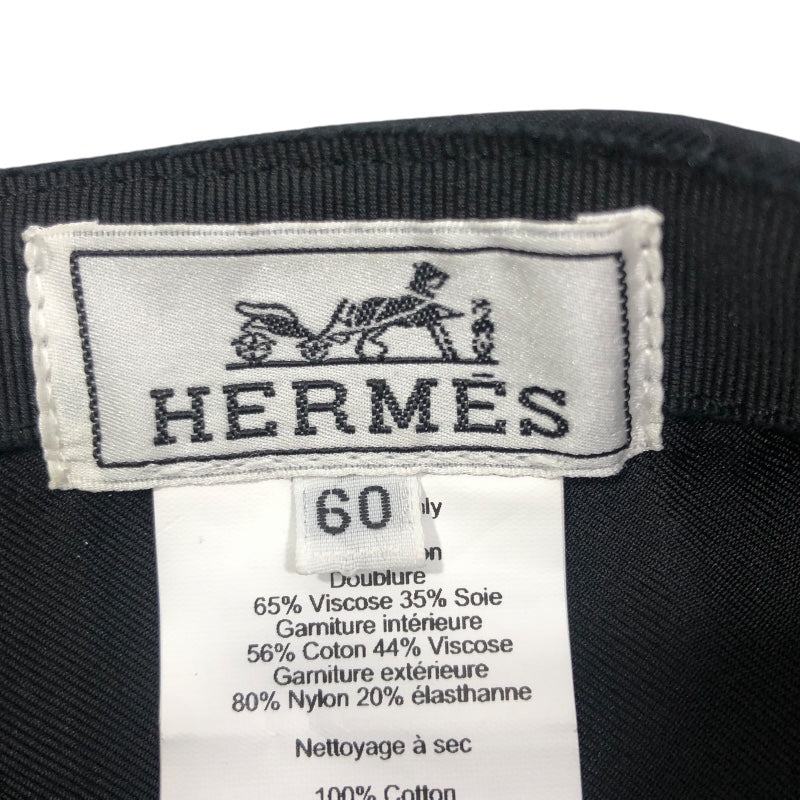 HERMĒS
60
Doublure
65% Viscose 35% Soie
Garniture intérieure
56% Coton 44% Viscose
Garniture extérieure
80% Nylon 20% élasthanne
Nettoyage à sec
100% Cotton